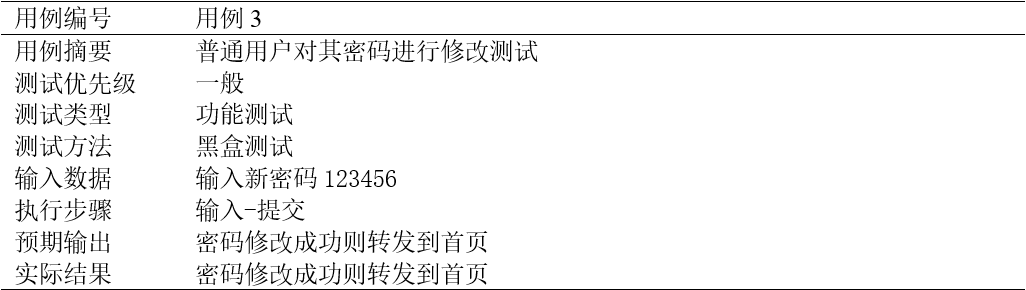 用例编号 用例 3
用例摘要 普通用户对其密码进行修改测试
测试优先级 一般
测试类型 功能测试
测试方法 黑盒测试
输入数据 输入新密码 123456
执行步骤 输入-提交
预期输出 密码修改成功则转发到首页
实际结果 密码修改成功则转发到首页